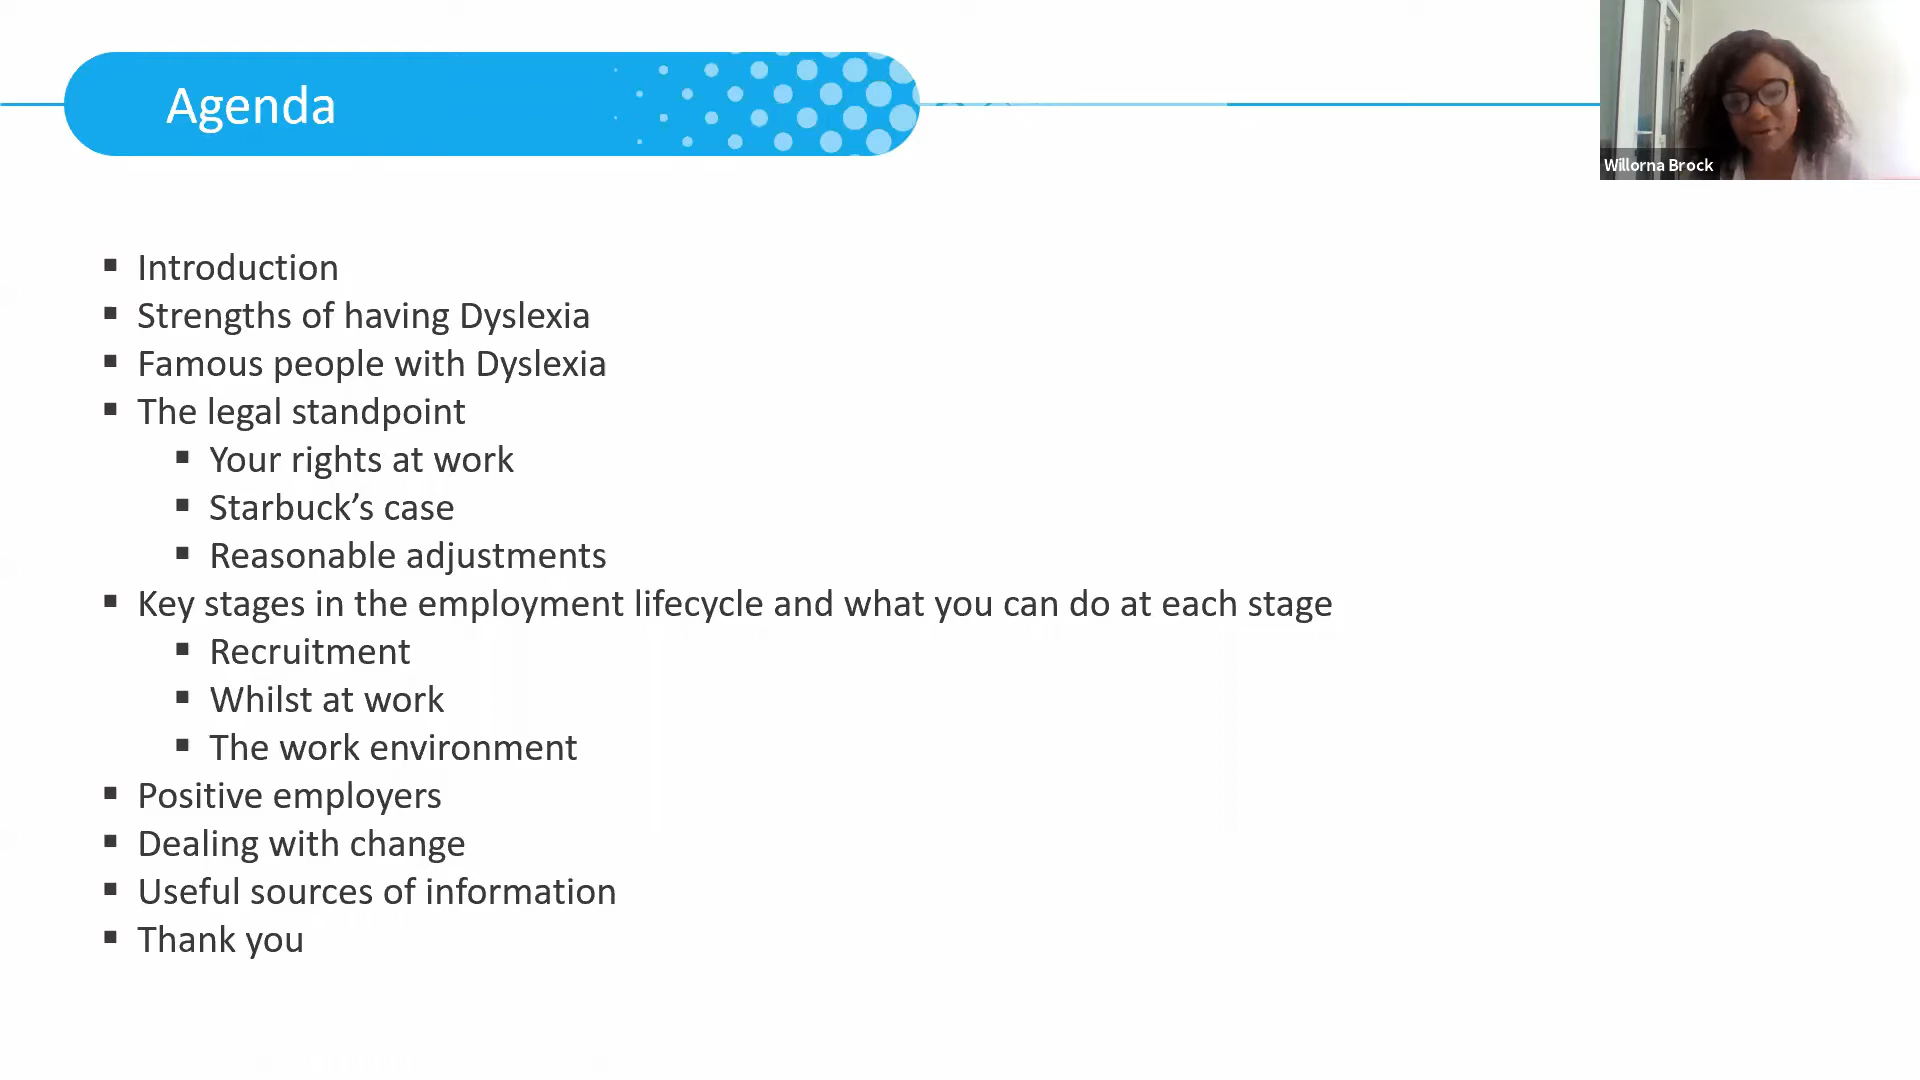 Agenda
Willorna Brock
▪ Introduction
▪ Strengths of having Dyslexia
▪ Famous people with Dyslexia
▪ The legal standpoint
▪ Your rights at work
▪ Starbuck’s case
▪ Reasonable adjustments
▪ Key stages in the employment lifecycle and what you can do at each stage
▪ Recruitment
▪ Whilst at work
▪ The work environment
▪ Positive employers
▪ Dealing with change
▪ Useful sources of information
▪ Thank you